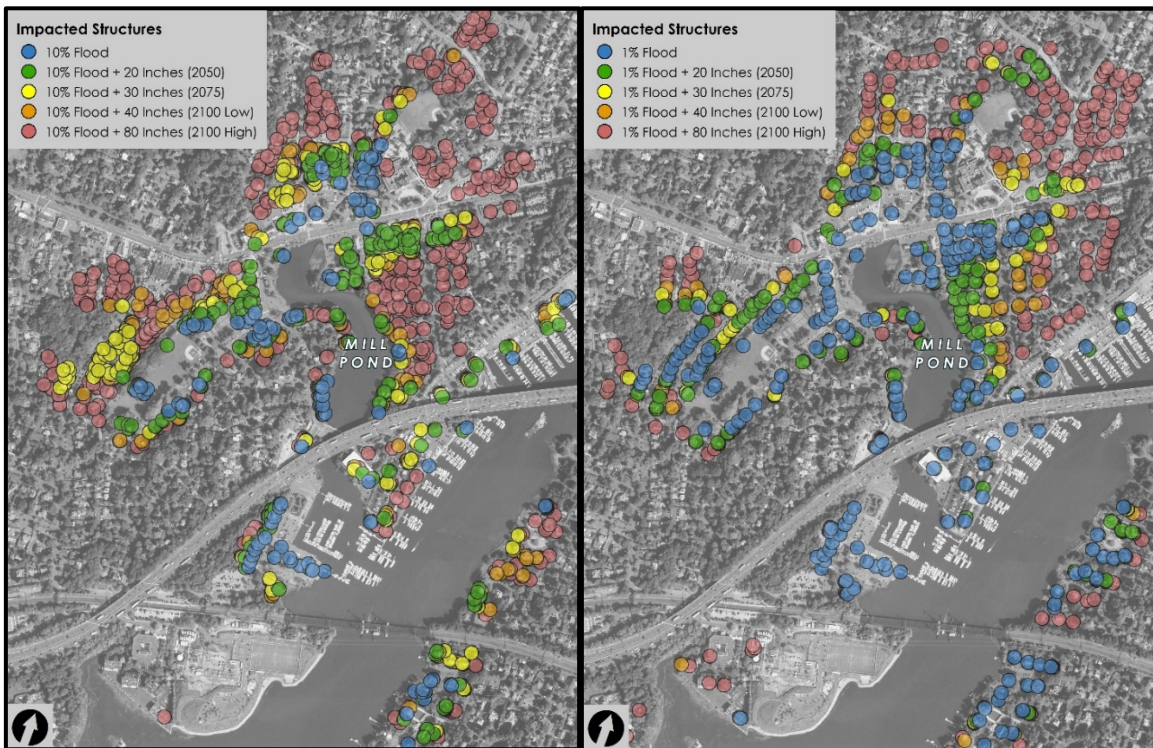 Impacted Structures
10% Flood
10% Flood + 20 Inches (2050)
10% Flood + 30 Inches (2075)
10% Flood + 40 Inches (2100 Low)
10% Flood + 80 Inches (2100 High)
MILL
POND
Impacted Structures
1% Flood
1% Flood + 20 Inches (2050)
1% Flood + 30 Inches (2075)
1% Flood + 40 Inches (2100 Low)
1% Flood + 80 Inches (2100 High)
MILL
POND